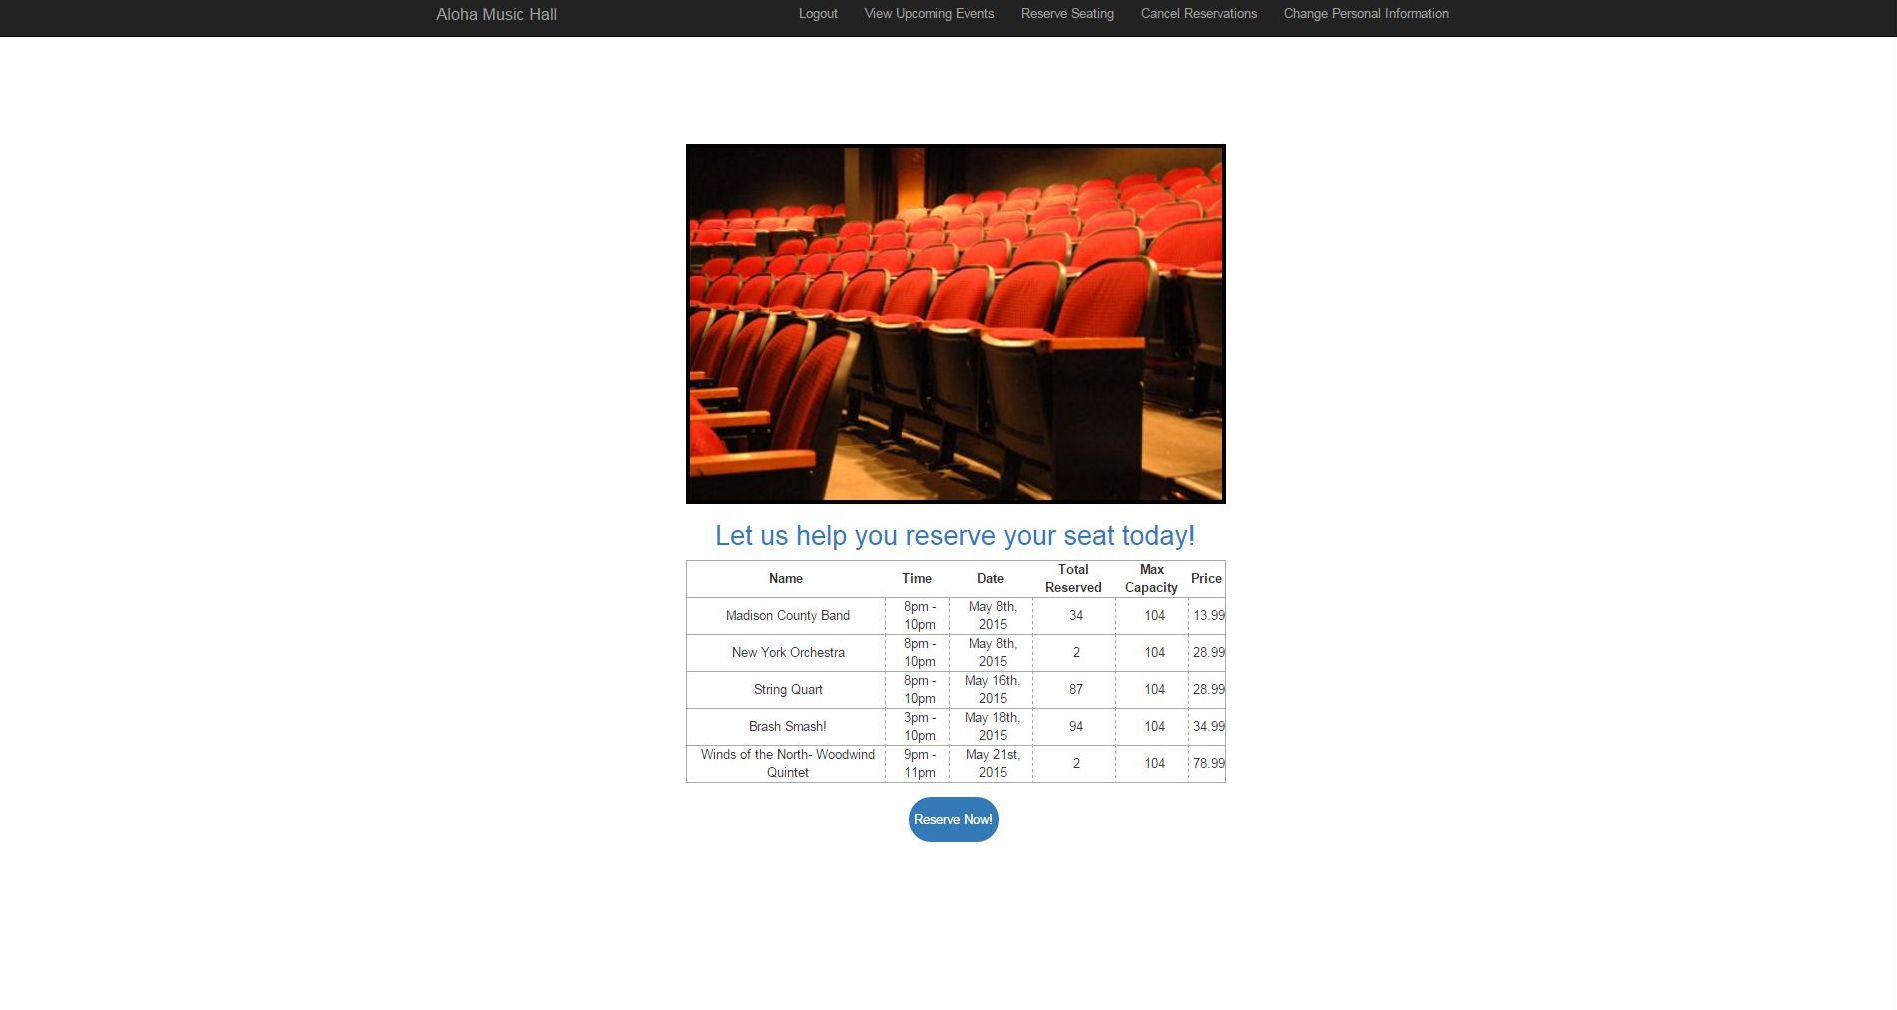 Aloha Music Hall Logout View Upcoming Events Reserve Seating Cancel Reservations Change Personal Information
Let us help you reserve your seat today!
Name Time Date Total Reserved Max Capacity Price
Madison County Band 8pm - 10pm May 8th, 2015 34 104 13.99
New York Orchestra 8pm - 10pm May 8th, 2015 2 104 28.99
String Quart 8pm - 10pm May 16th, 2015 87 104 28.99
Brash Smash! 3pm - 10pm May 18th, 2015 94 104 34.99
Winds of the North- Woodwind Quintet 9pm - 11pm May 21st, 2015 2 104 78.99
Reserve Now!